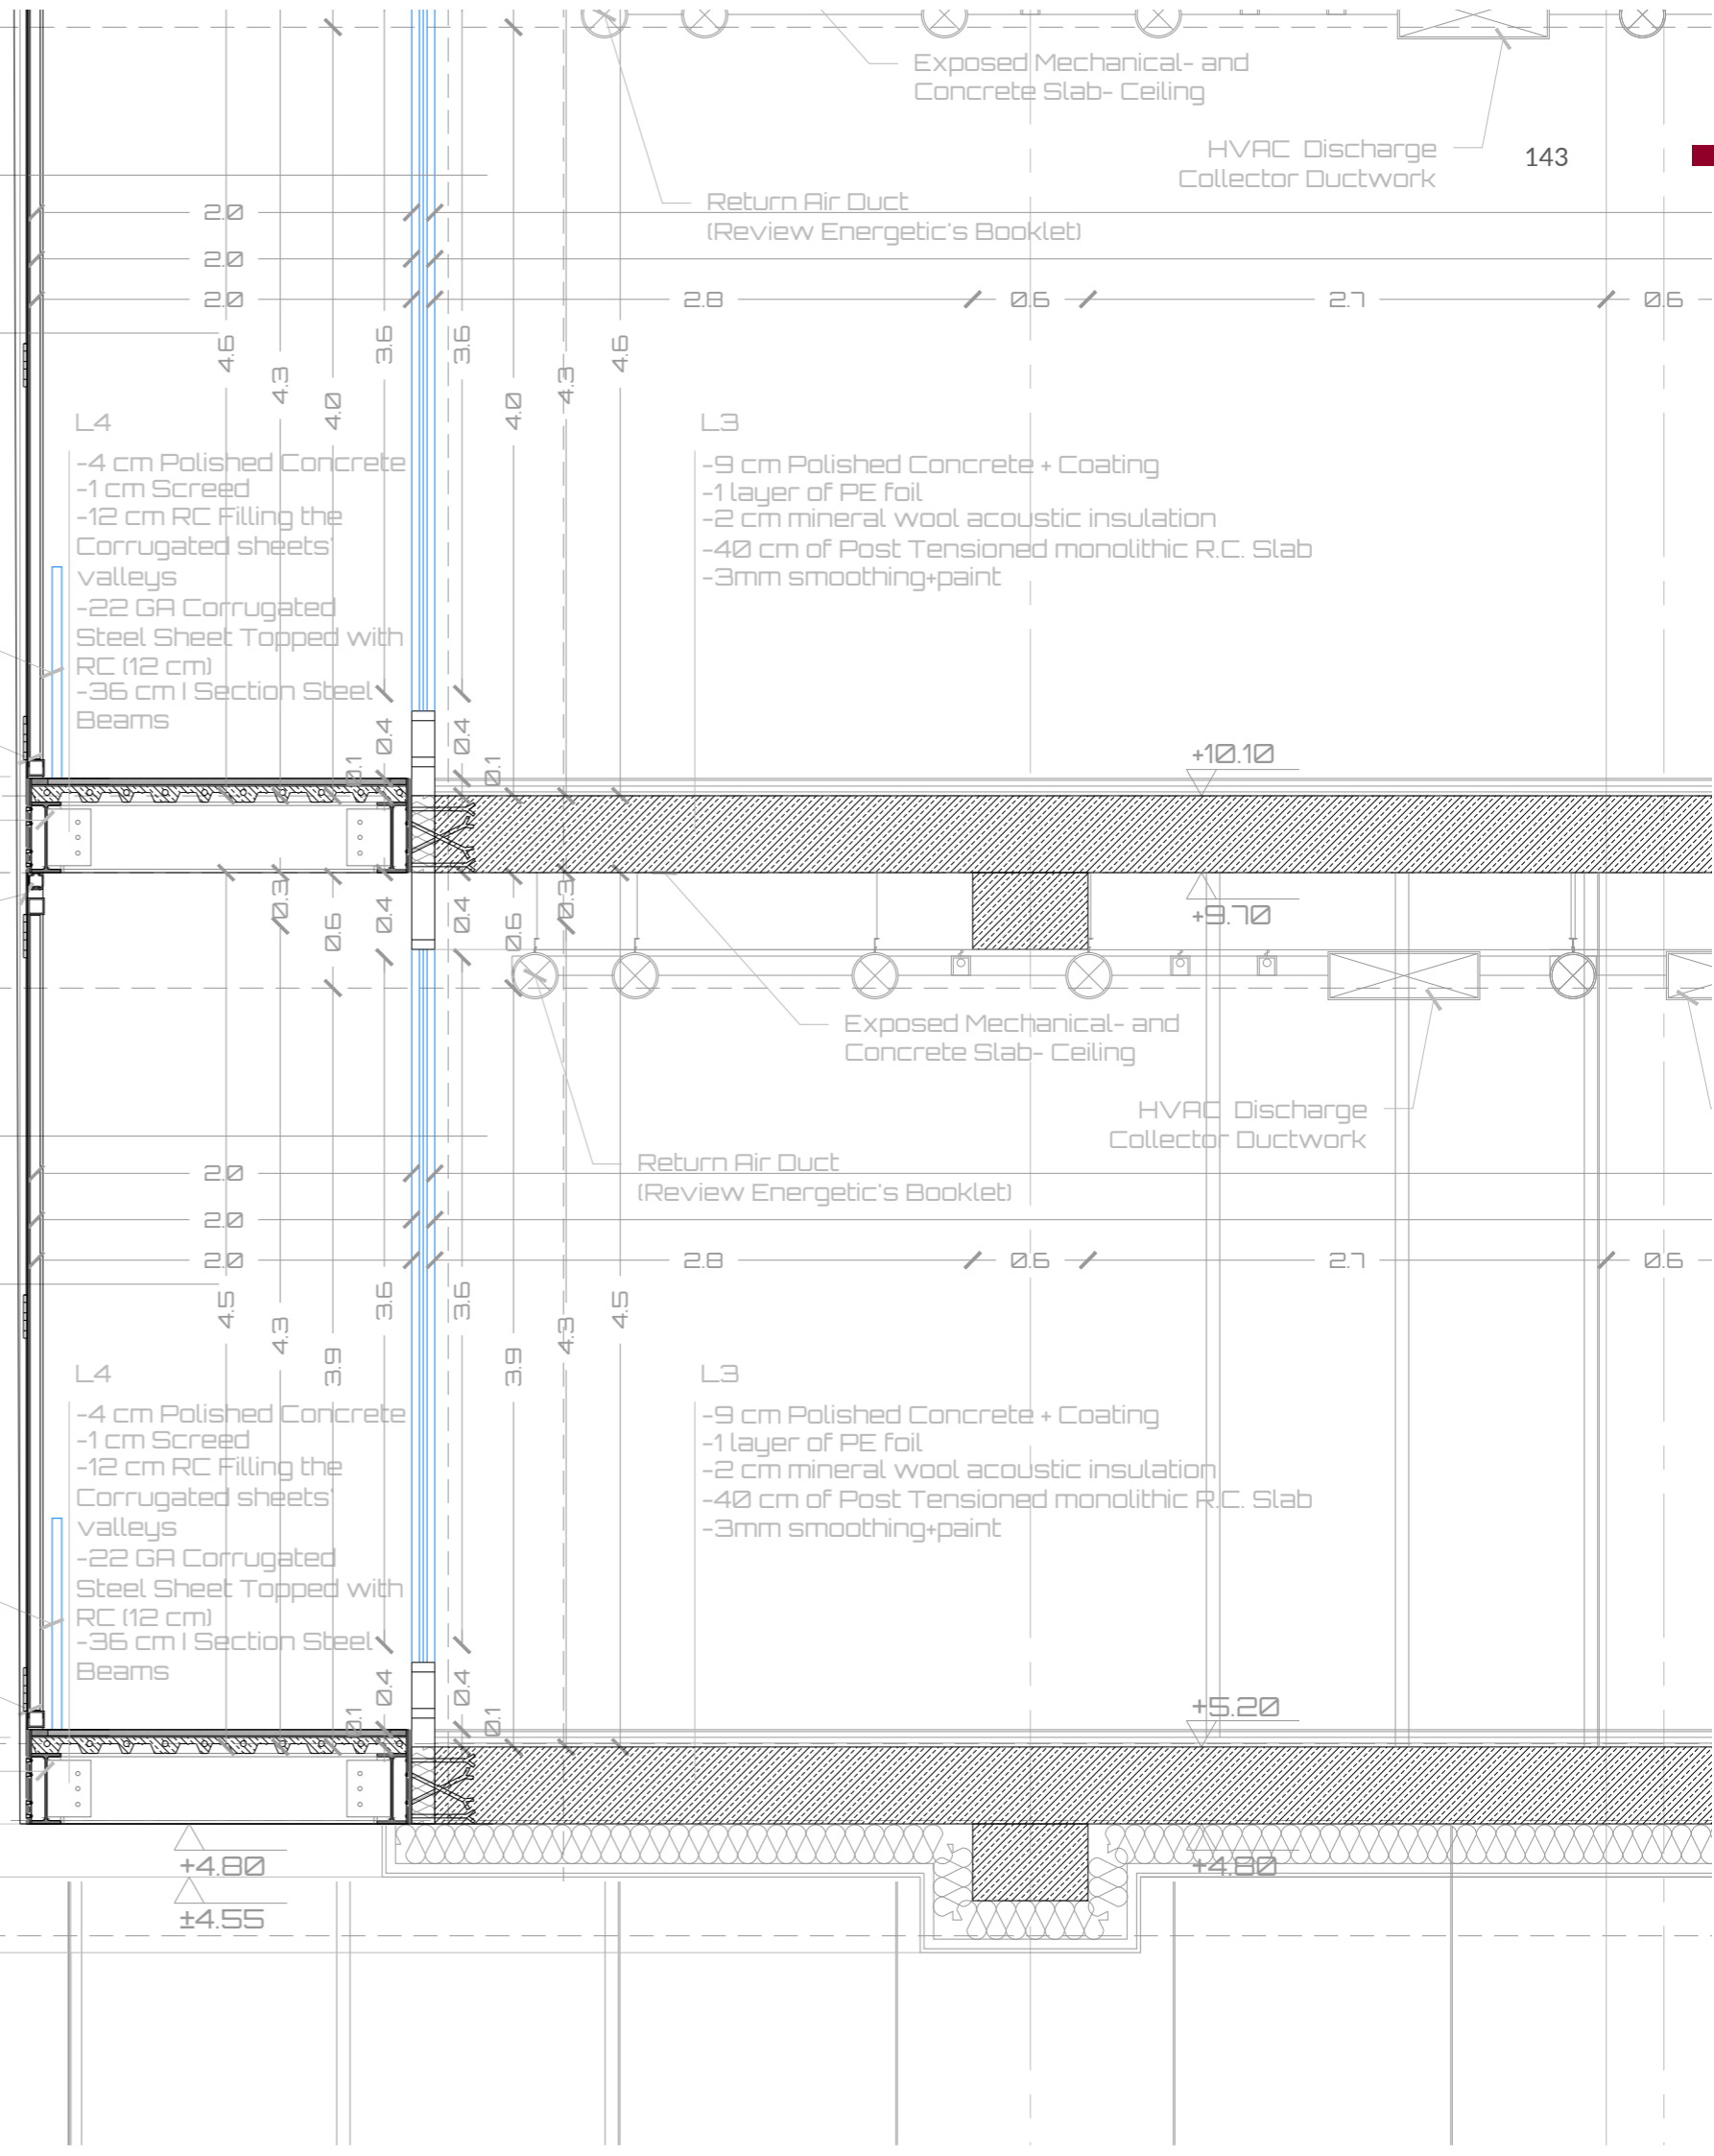 Exposed Mechanical- and
Concrete Slab- Ceiling
HVAC Discharge
Collector Ductwork
143
Return Air Duct
(Review Energetic's Booklet)
2.0
2.0
2.0
2.8
0.6
2.7
0.6
4.6
4.3
4.0
3.6
3.6
4.0
4.3
4.6
L4
-4 cm Polished Concrete
-1 cm Screed
-12 cm RC Filling the
Corrugated sheets'
valleys
-22 GA Corrugated
Steel Sheet Topped with
RC (12 cm)
-36 cm I Section Steel
Beams
L3
-9 cm Polished Concrete + Coating
-1 layer of PE foil
-2 cm mineral wool acoustic insulation
-40 cm of Post Tensioned monolithic R.C. Slab
-3mm smoothing+paint
0.1
0.4
0.4
0.1
+10.10
0.3
0.6
0.4
0.4
0.6
0.3
+9.70
Exposed Mechanical- and
Concrete Slab- Ceiling
HVAC Discharge
Collector Ductwork
Return Air Duct
(Review Energetic's Booklet)
2.0
2.0
2.0
2.8
0.6
2.7
0.6
4.5
4.3
3.9
3.6
3.6
3.9
4.3
4.5
L4
-4 cm Polished Concrete
-1 cm Screed
-12 cm RC Filling the
Corrugated sheets'
valleys
-22 GA Corrugated
Steel Sheet Topped with
RC (12 cm)
-36 cm I Section Steel
Beams
L3
-9 cm Polished Concrete + Coating
-1 layer of PE foil
-2 cm mineral wool acoustic insulation
-40 cm of Post Tensioned monolithic R.C. Slab
-3mm smoothing+paint
0.1
0.4
0.4
0.1
+5.20
+4.80
±4.55
+4.80